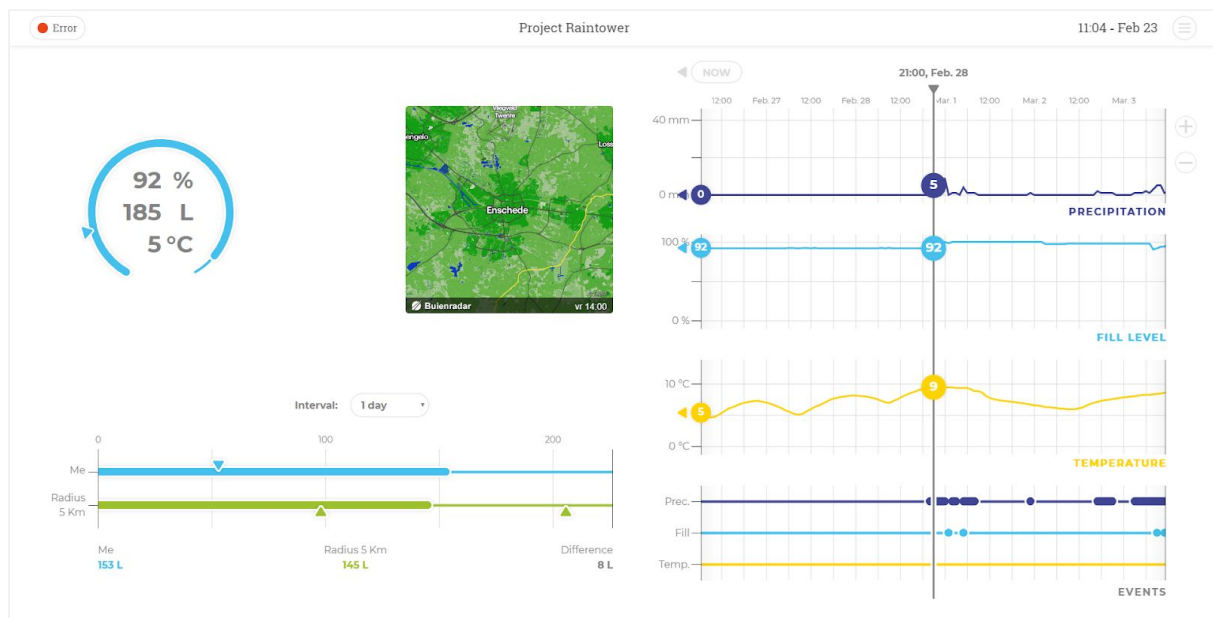 Error
Project Raintower
11:04 - Feb 23
92 %
185 L
5 °C
Vliegveld
Twente
engelo
Loss
Enschede
Buienradar
vr 14:00
Interval: 1 day
0 100 200
Me
Radius
5 Km
Me Radius 5 Km Difference
153 L 145 L 8 L
NOW
21:00, Feb. 28
12:00 Feb. 27 12:00 Feb. 28 12:00 Mar. 1 12:00 Mar. 2 12:00 Mar. 3
40 mm
5
0 m
0
PRECIPITATION
100 %
92
92
0 %
FILL LEVEL
10 °C
9
5
0 °C
TEMPERATURE
Prec.
Fill
Temp.
EVENTS